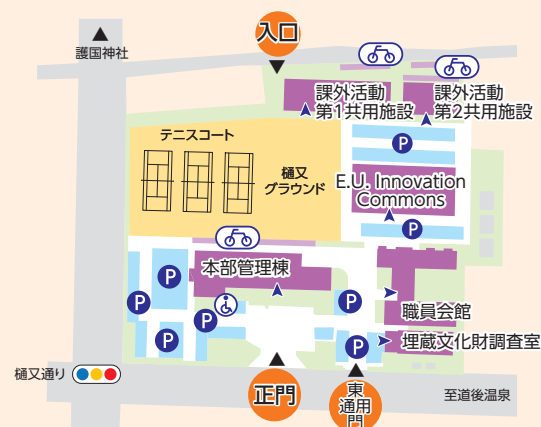 入口
護国神社
課外活動
第1共用施設
課外活動
第2共用施設
テニスコート
P
樋又
グラウンド
E.U. Innovation
Commons
P
本部管理棟
P
P
P
P
職員会館
P
P
埋蔵文化財調査室
樋又通り
正門
東
通用
門
至道後温泉